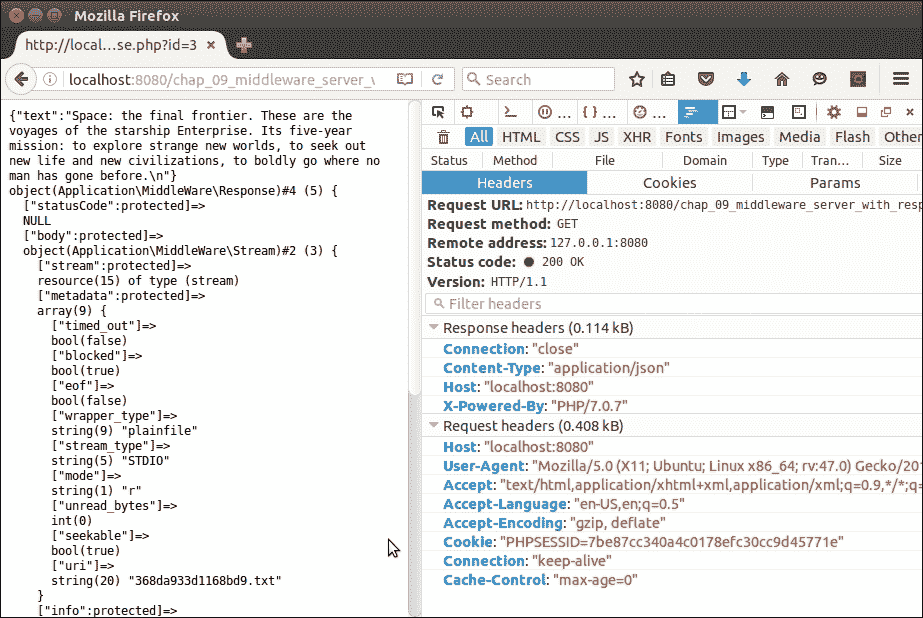 Mozilla Firefox
http://local...se.php?id=3
localhost:8080/chap_09_middleware_server_v
Search
{"text":"Space: the final frontier. These are the
voyages of the starship Enterprise. Its five-year
mission: to explore strange new worlds, to seek out
new life and new civilizations, to boldly go where no
man has gone before.\n"}
object(Application\MiddleWare\Response)#4 (5) {
["statusCode":protected]=>
NULL
["body":protected]=>
object(Application\MiddleWare\Stream)#2 (3) {
["stream":protected]=>
resource(15) of type (stream)
["metadata":protected]=>
array(9) {
["timed_out"]=>
bool(false)
["blocked"]=>
bool(true)
["eof"]=>
bool(false)
["wrapper_type"]=>
string(9) "plainfile"
["stream_type"]=>
string(5) "STDIO"
["mode"]=>
string(1) "r"
["unread_bytes"]=>
int(0)
["seekable"]=>
bool(true)
["uri"]=>
string(20) "368da933d1168bd9.txt"
}
["info":protected]=>
All HTML CSS JS XHR Fonts Images Media Flash Other
Status Method File Domain Type Tran... Size
Headers Cookies Params
Request URL: http://localhost:8080/chap_09_middleware_server_with_resp
Request method: GET
Remote address: 127.0.0.1:8080
Status code: 200 OK
Version: HTTP/1.1
Filter headers
Response headers (0.114 kB)
Connection: "close"
Content-Type: "application/json"
Host: "localhost:8080"
X-Powered-By: "PHP/7.0.7"
Request headers (0.408 kB)
Host: "localhost:8080"
User-Agent: "Mozilla/5.0 (X11; Ubuntu; Linux x86_64; rv:47.0) Gecko/201
Accept: "text/html,application/xhtml+xml,application/xml;q=0.9,*/*;q=
Accept-Language: "en-US,en;q=0.5"
Accept-Encoding: "gzip, deflate"
Cookie: "PHPSESSID=7be87cc340a4c0178efc30cc9d45771e"
Connection: "keep-alive"
Cache-Control: "max-age=0"